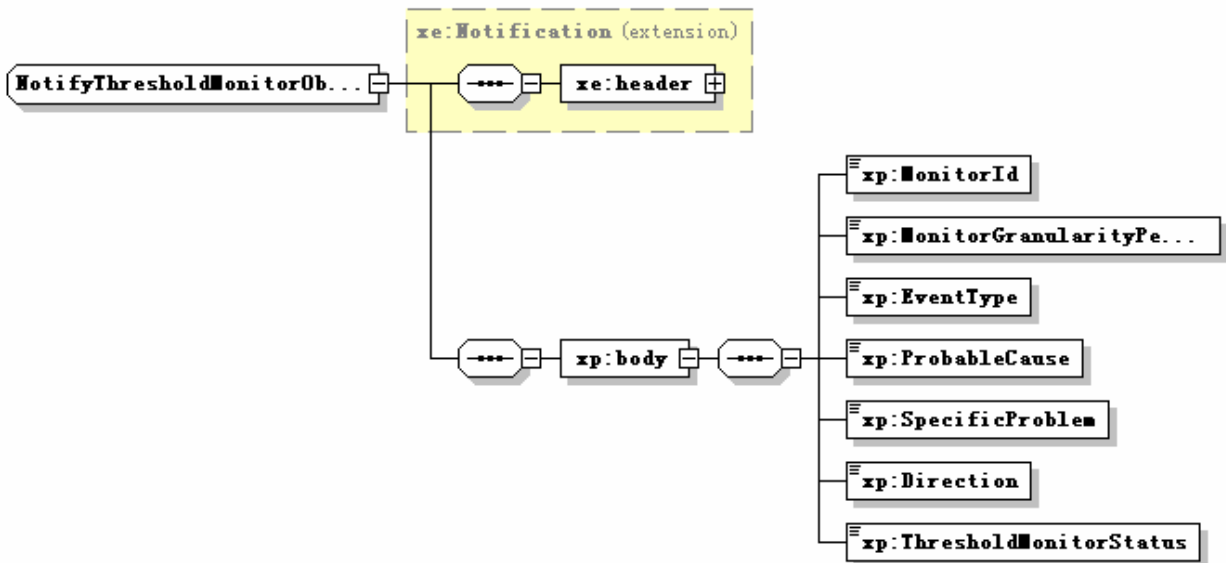 xe:Notification (extension)
NotifyThresholdMonitorOb...
xe:header
xp:MonitorId
xp:MonitorGranularityPe...
xp:EventType
xp:body
xp:ProbableCause
xp:SpecificProblem
xp:Direction
xp:ThresholdMonitorStatus